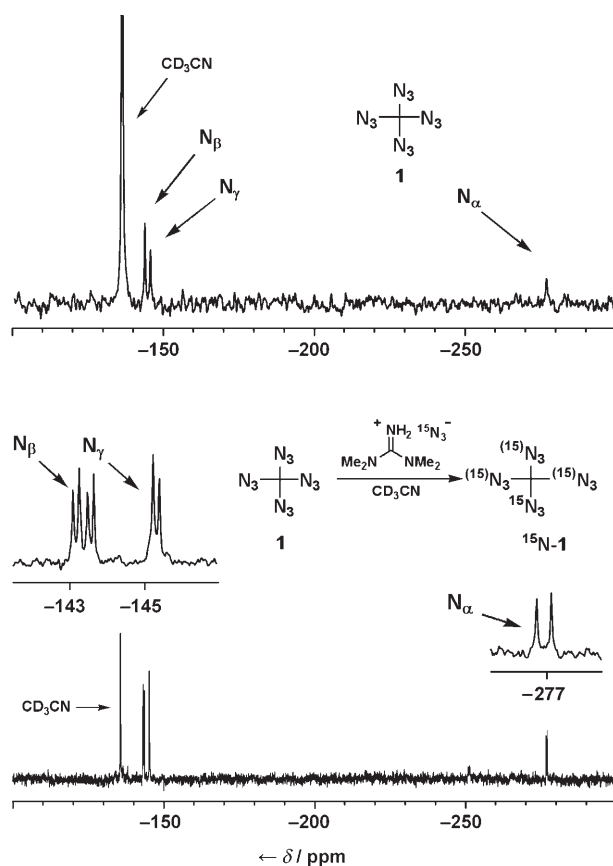 CD₃CN
Nβ
Nγ
N₃
N₃ N₃
N₃
1
Nα
−150 −200 −250
Nβ
Nγ
N₃
N₃ N₃
N₃
1
+
NH₂ ¹⁵N₃⁻
Me₂N NMe₂
CD₃CN
(15)N₃
(15)N₃ (15)N₃
¹⁵N₃
¹⁵N-1
−143 −145
Nα
−277
CD₃CN
−150 −200 −250
← δ / ppm